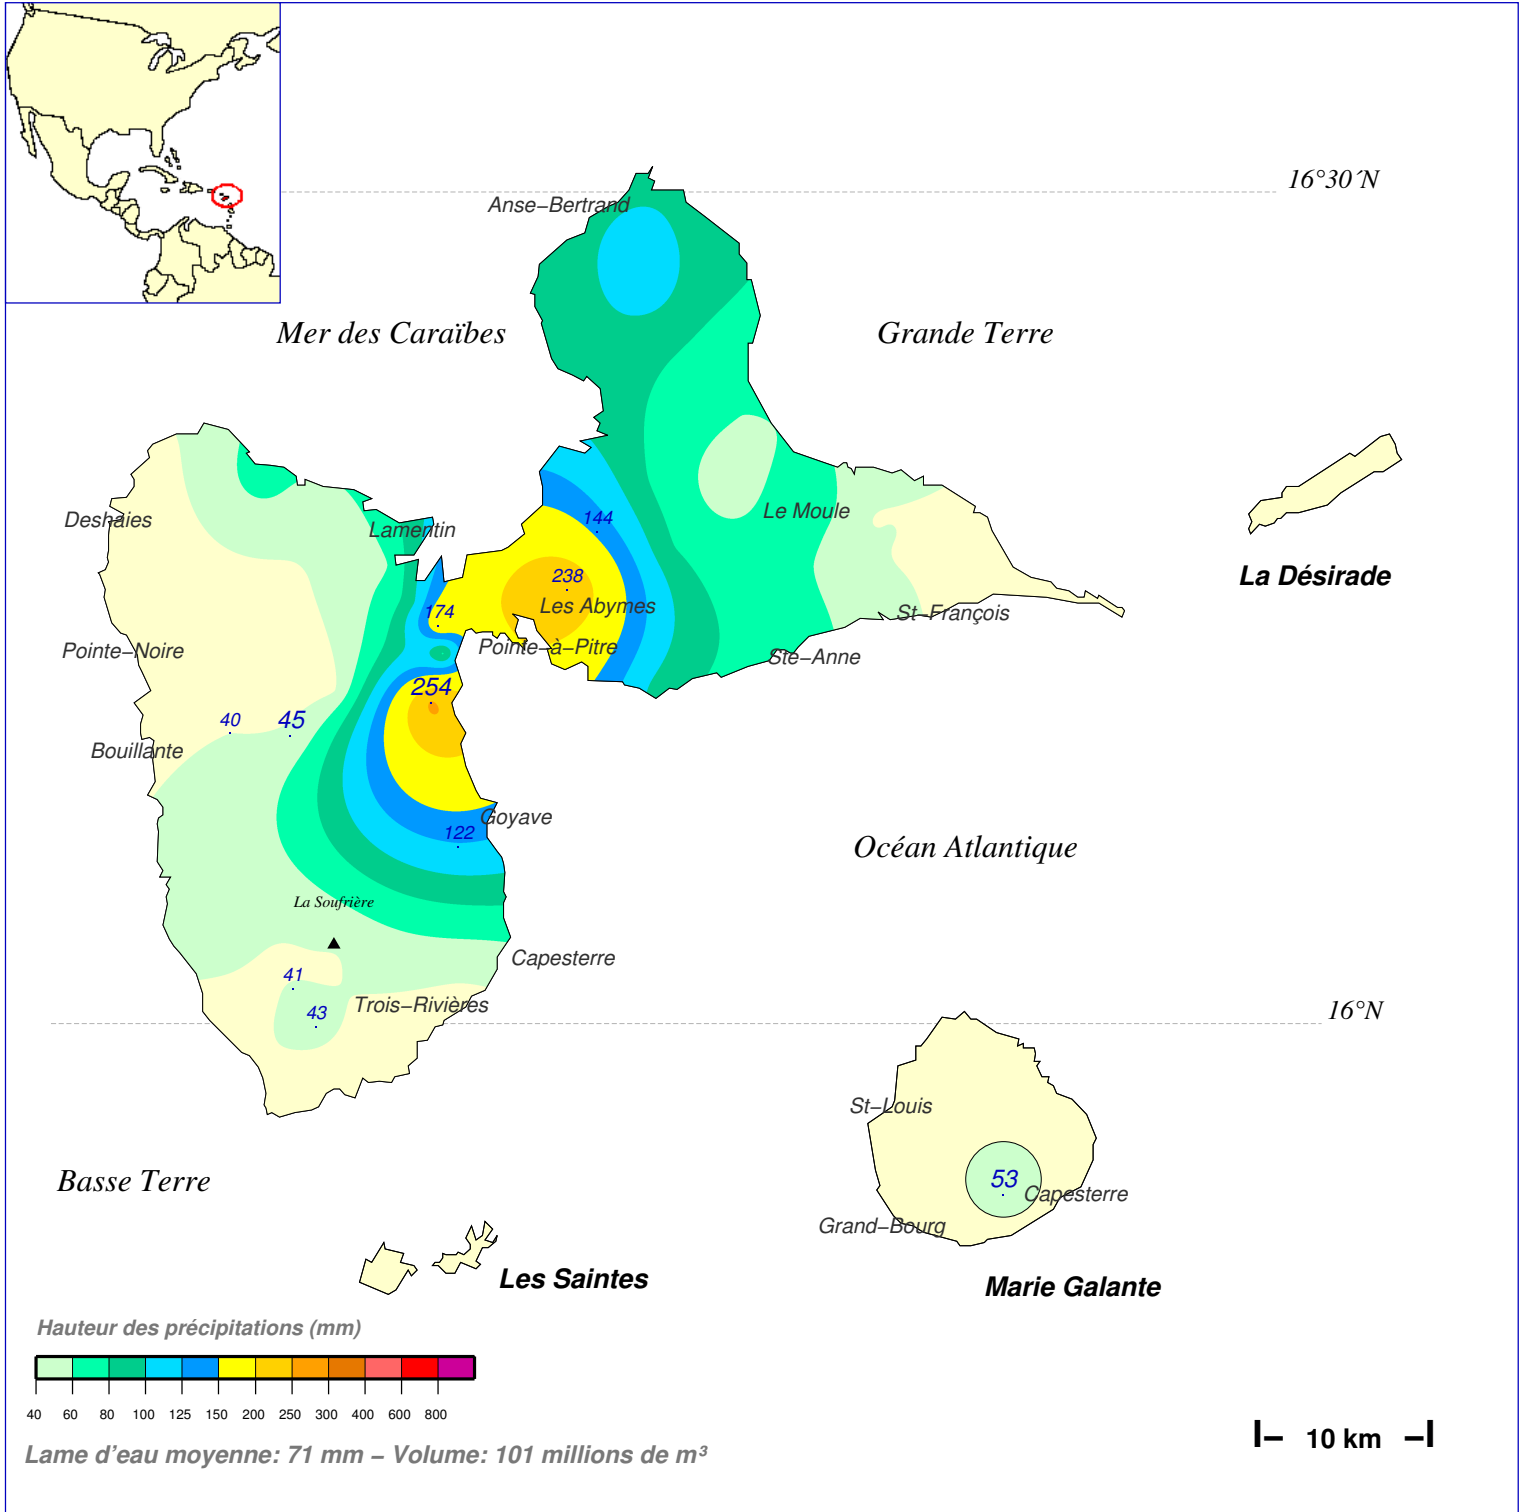 16°30´N
Anse–Bertrand
Mer des Caraïbes
Grande Terre
Deshaies
Lamentin
144
Le Moule
238
La Désirade
174
Les Abymes
St–François
Pointe–Noire
Pointe–à–Pitre
Ste–Anne
254
40
45
Bouillante
Goyave
122
Océan Atlantique
La Soufrière
Capesterre
41
Trois–Rivières
43
16°N
St–Louis
Basse Terre
53
Capesterre
Grand–Bourg
Les Saintes
Marie Galante
Hauteur des précipitations (mm)
40 60 80 100 125 150 200 250 300 400 600 800
10 km
Lame d'eau moyenne: 71 mm – Volume: 101 millions de m³